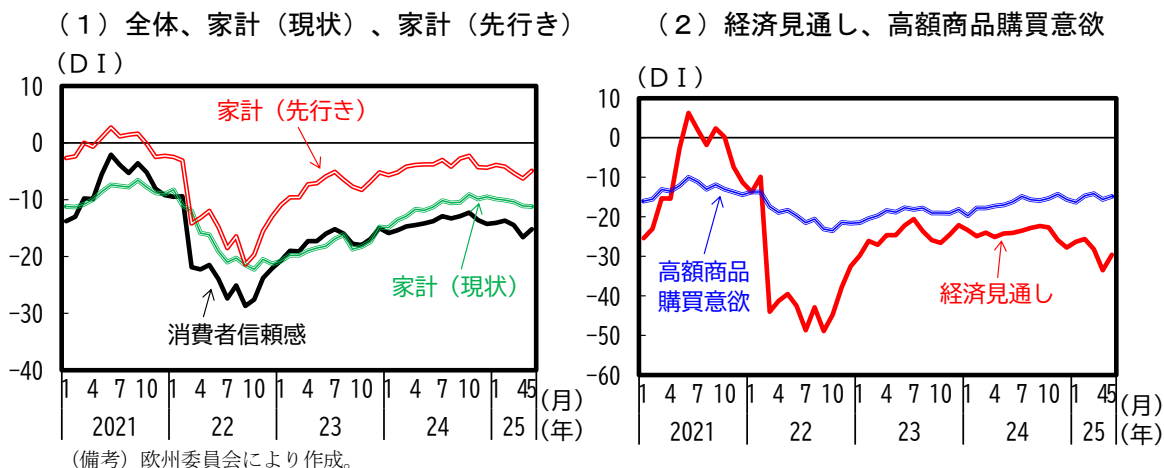 （１）全体、家計（現状）、家計（先行き）
（ＤＩ）
10
0
−10
−20
−30
−40
家計（先行き）
家計（現状）
消費者信頼感
1 4 7 10 1 4 7 10 1 4 7 10 1 4 7 10 1 45
（月）
2021 22 23 24 25
（年）
（備考）欧州委員会により作成。
（２）経済見通し、高額商品購買意欲
（ＤＩ）
10
0
−10
−20
−30
−40
−50
−60
高額商品
購買意欲
経済見通し
1 4 7 10 1 4 7 10 1 4 7 10 1 4 7 10 1 45
（月）
2021 22 23 24 25
（年）